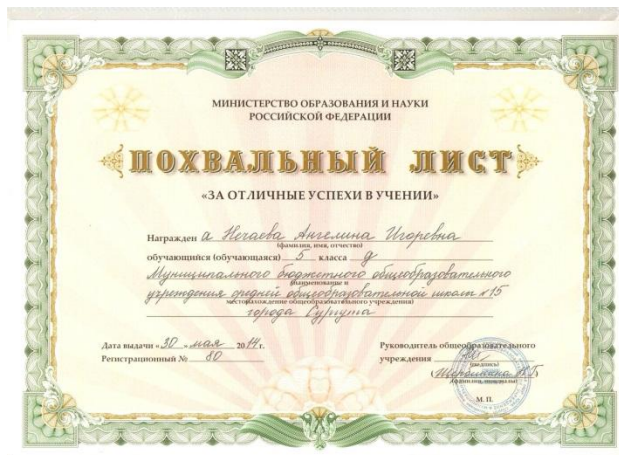 МИНИСТЕРСТВО ОБРАЗОВАНИЯ И НАУКИ
РОССИЙСКОЙ ФЕДЕРАЦИИ
ПОХВАЛЬНЫЙ ЛИСТ
«ЗА ОТЛИЧНЫЕ УСПЕХИ В УЧЕНИИ»
Награжден а Негаева Ангелина Игоревна
(фамилия, имя, отчество)
обучающийся (обучающаяся) 5 класса д
Муниципального бюджетного общеобразовательного
(наименование и
учреждения средней общеобразовательной школы №15
местонахождение общеобразовательного учреждения)
города Сургута
Дата выдачи « 30 » мая 2014 г.
Регистрационный № 80
Руководитель общеобразовательного
учреждения
(подпись)
(фамилия, инициалы)
М. П.